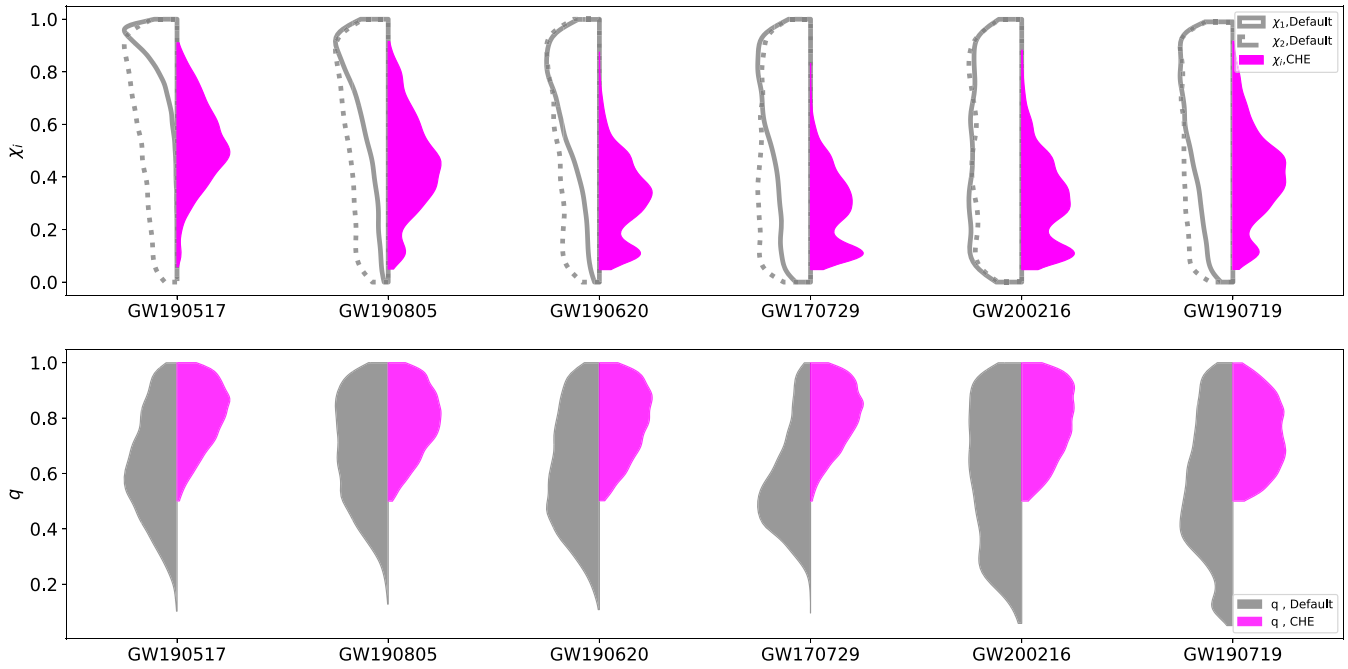 1.0
0.8
0.6
0.4
0.2
0.0
χi
χ1,Default
χ2,Default
χi,CHE
GW190517 GW190805 GW190620 GW170729 GW200216 GW190719
1.0
0.8
0.6
0.4
0.2
q
q , Default
q , CHE
GW190517 GW190805 GW190620 GW170729 GW200216 GW190719